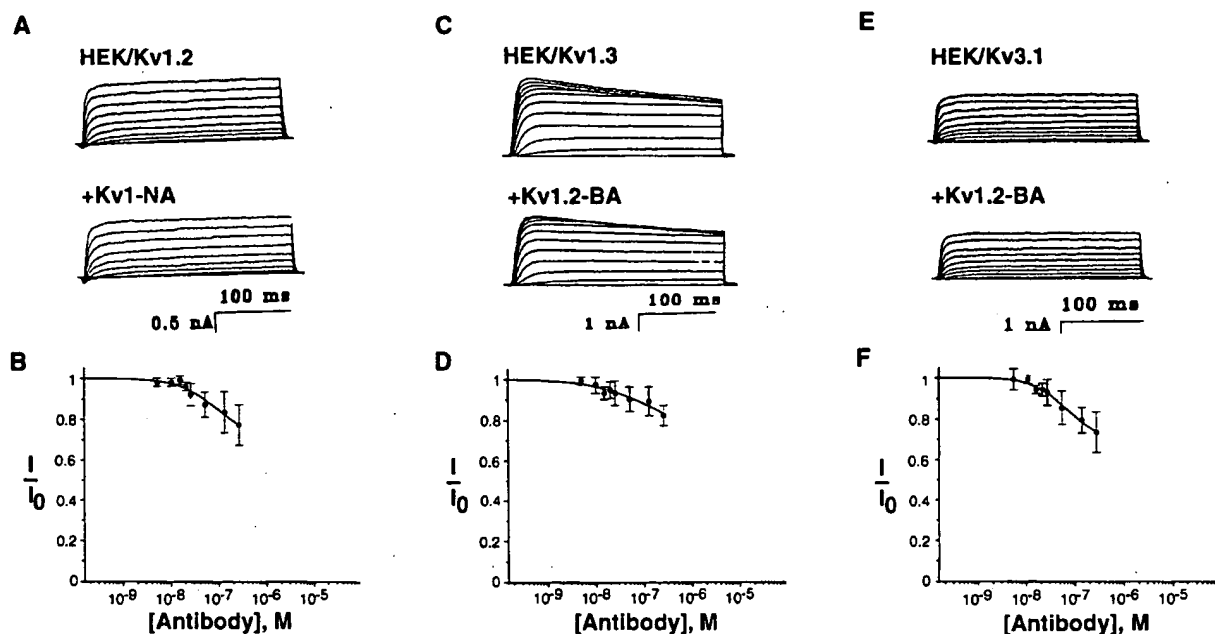 A
HEK/Kv1.2
+Kv1-NA
100 ms
0.5 nA
C
HEK/Kv1.3
+Kv1.2-BA
100 ms
1 nA
E
HEK/Kv3.1
+Kv1.2-BA
100 ms
1 nA
B
1
0.8
0.6
0.4
0.2
0
I
I0
10-9 10-8 10-7 10-6 10-5
[Antibody], M
D
1
0.8
0.6
0.4
0.2
0
I
I0
10-9 10-8 10-7 10-6 10-5
[Antibody], M
F
1
0.8
0.6
0.4
0.2
0
I
I0
10-9 10-8 10-7 10-6 10-5
[Antibody], M